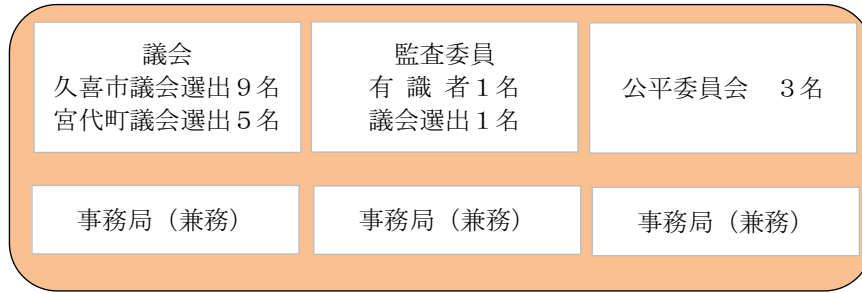 議会
久喜市議会選出９名
宮代町議会選出５名
監査委員
有 識 者１名
議会選出１名
公平委員会　３名
事務局（兼務）
事務局（兼務）
事務局（兼務）